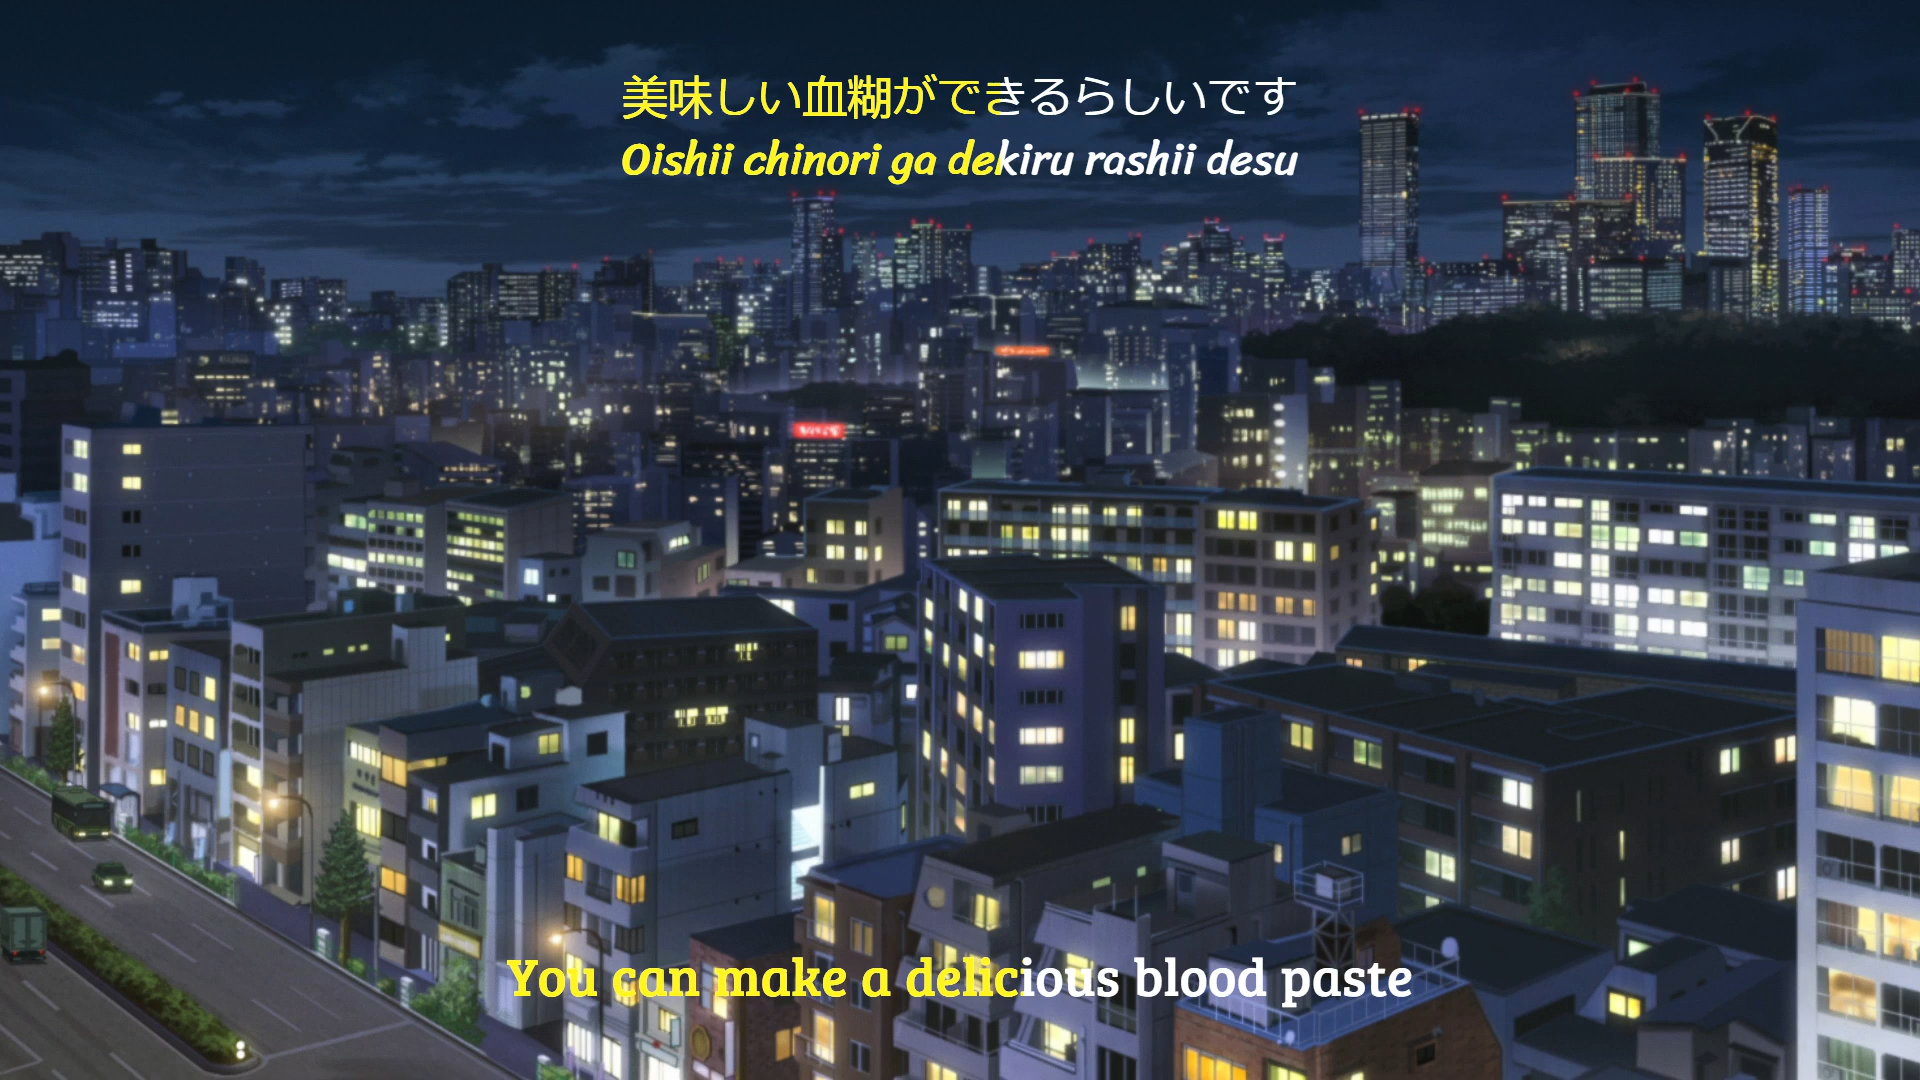 美味しい血糊ができるらしいです
Oishii chinori ga dekiru rashii desu
You can make a delicious blood paste